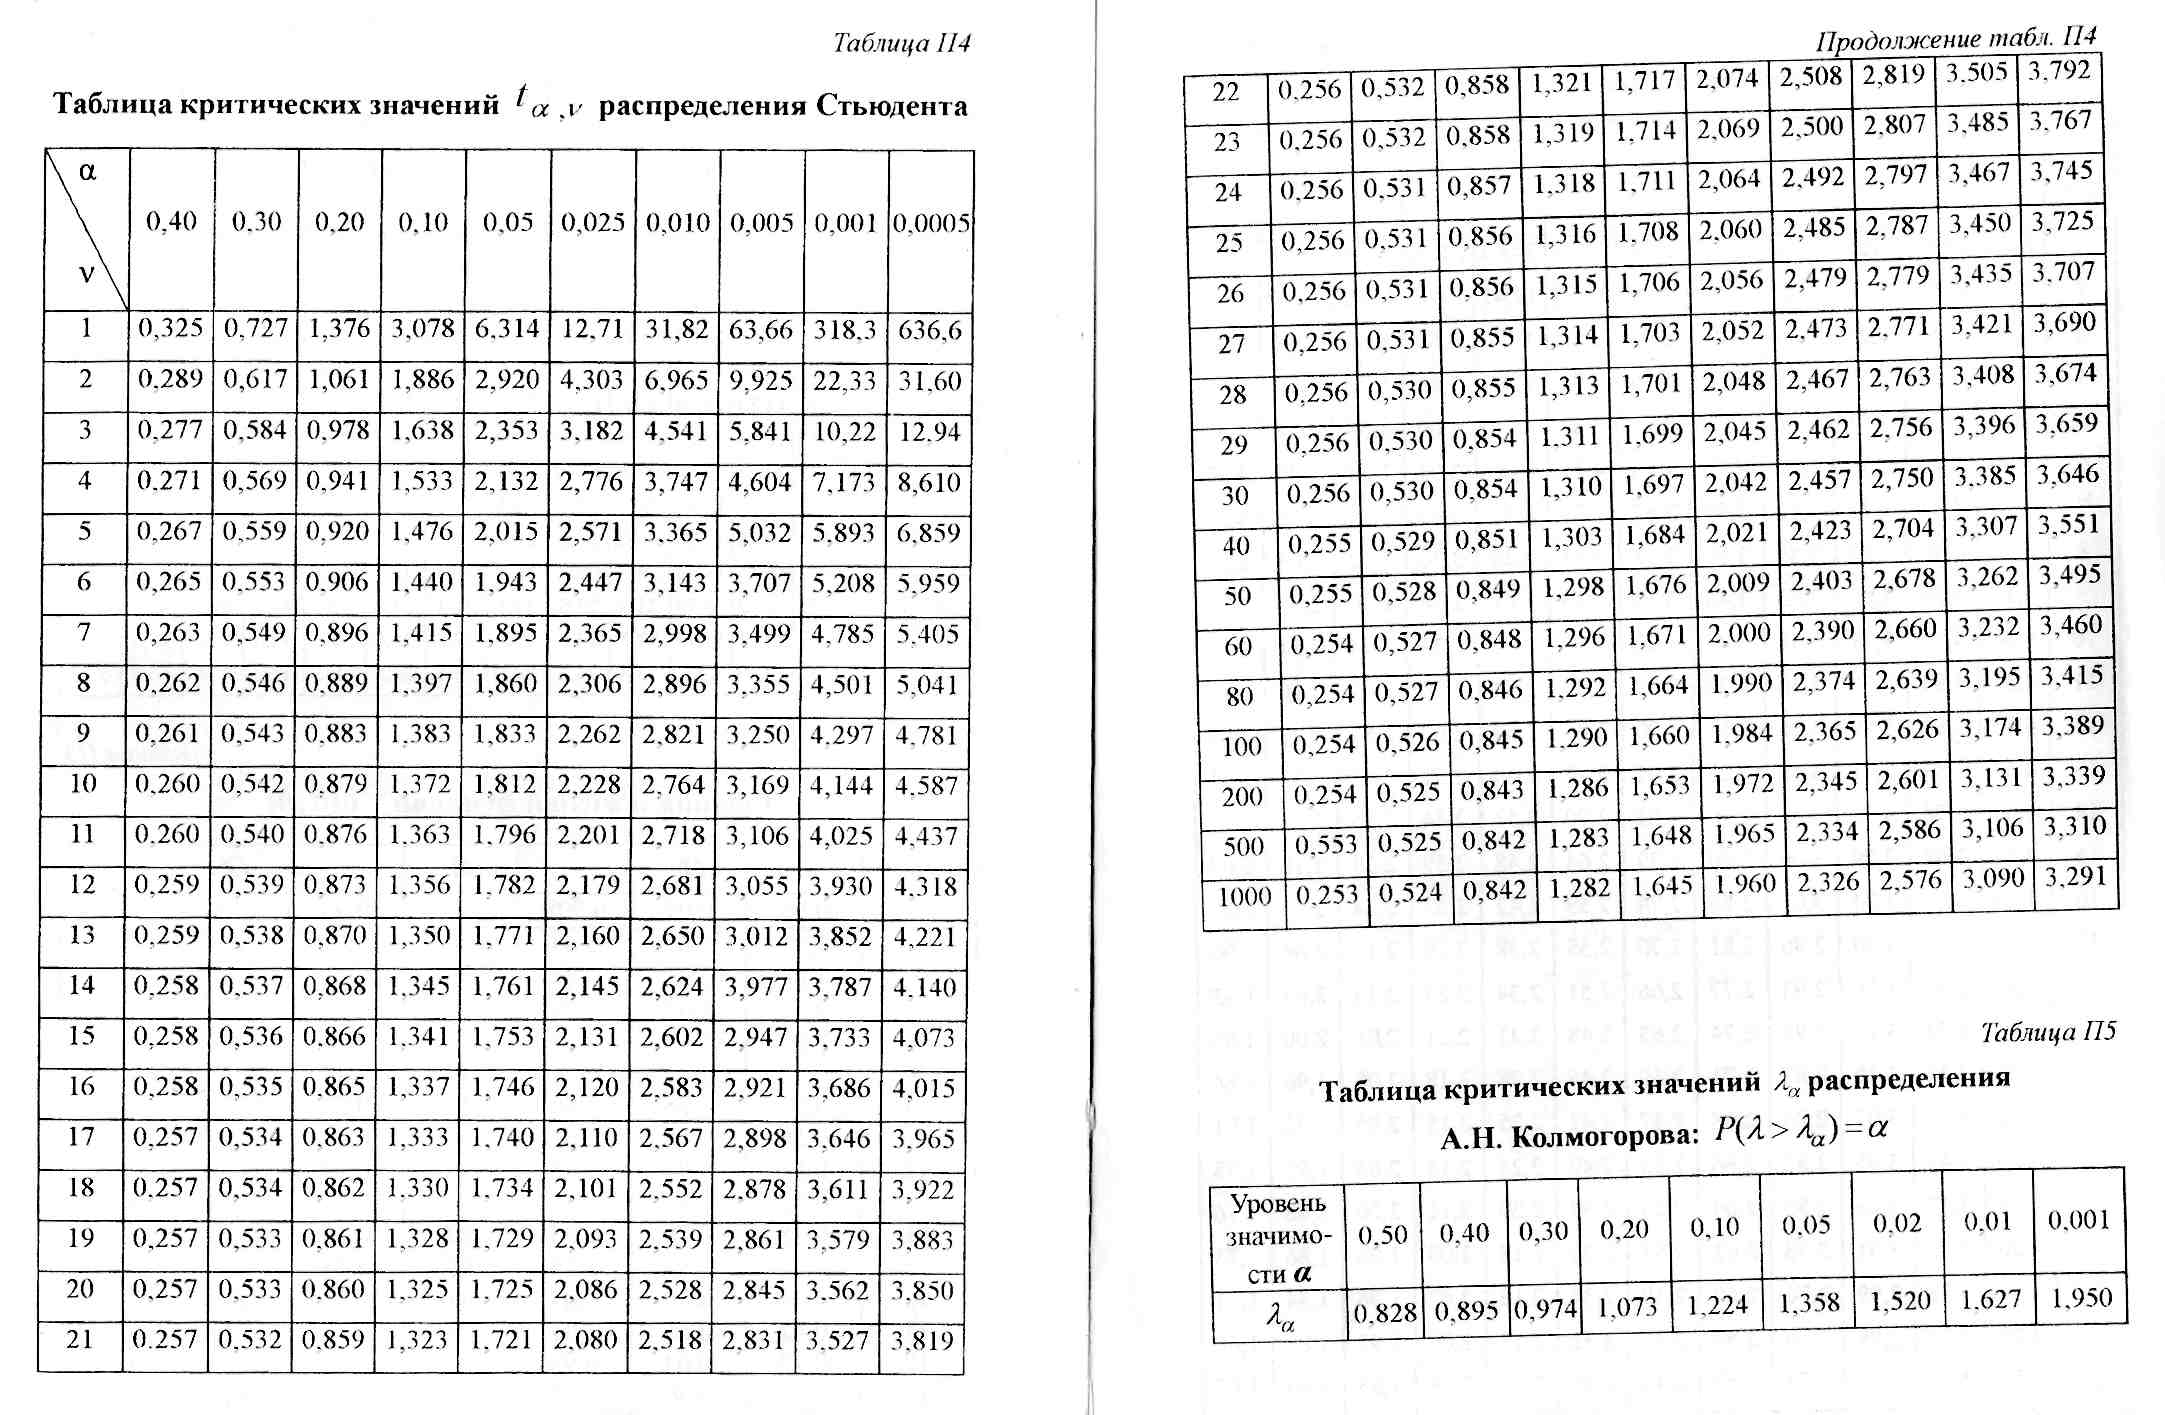 Таблица П4
Таблица критических значений t α ,ν распределения Стьюдента
α
ν
0,40 0,30 0,20 0,10 0,05 0,025 0,010 0,005 0,001 0,0005
1 0,325 0,727 1,376 3,078 6,314 12,71 31,82 63,66 318,3 636,6
2 0,289 0,617 1,061 1,886 2,920 4,303 6,965 9,925 22,33 31,60
3 0,277 0,584 0,978 1,638 2,353 3,182 4,541 5,841 10,22 12,94
4 0,271 0,569 0,941 1,533 2,132 2,776 3,747 4,604 7,173 8,610
5 0,267 0,559 0,920 1,476 2,015 2,571 3,365 5,032 5,893 6,859
6 0,265 0,553 0,906 1,440 1,943 2,447 3,143 3,707 5,208 5,959
7 0,263 0,549 0,896 1,415 1,895 2,365 2,998 3,499 4,785 5,405
8 0,262 0,546 0,889 1,397 1,860 2,306 2,896 3,355 4,501 5,041
9 0,261 0,543 0,883 1,383 1,833 2,262 2,821 3,250 4,297 4,781
10 0,260 0,542 0,879 1,372 1,812 2,228 2,764 3,169 4,144 4,587
11 0,260 0,540 0,876 1,363 1,796 2,201 2,718 3,106 4,025 4,437
12 0,259 0,539 0,873 1,356 1,782 2,179 2,681 3,055 3,930 4,318
13 0,259 0,538 0,870 1,350 1,771 2,160 2,650 3,012 3,852 4,221
14 0,258 0,537 0,868 1,345 1,761 2,145 2,624 3,977 3,787 4,140
15 0,258 0,536 0,866 1,341 1,753 2,131 2,602 2,947 3,733 4,073
16 0,258 0,535 0,865 1,337 1,746 2,120 2,583 2,921 3,686 4,015
17 0,257 0,534 0,863 1,333 1,740 2,110 2,567 2,898 3,646 3,965
18 0,257 0,534 0,862 1,330 1,734 2,101 2,552 2,878 3,611 3,922
19 0,257 0,533 0,861 1,328 1,729 2,093 2,539 2,861 3,579 3,883
20 0,257 0,533 0,860 1,325 1,725 2,086 2,528 2,845 3,562 3,850
21 0,257 0,532 0,859 1,323 1,721 2,080 2,518 2,831 3,527 3,819
Продолжение табл. П4
22 0,256 0,532 0,858 1,321 1,717 2,074 2,508 2,819 3,505 3,792
23 0,256 0,532 0,858 1,319 1,714 2,069 2,500 2,807 3,485 3,767
24 0,256 0,531 0,857 1,318 1,711 2,064 2,492 2,797 3,467 3,745
25 0,256 0,531 0,856 1,316 1,708 2,060 2,485 2,787 3,450 3,725
26 0,256 0,531 0,856 1,315 1,706 2,056 2,479 2,779 3,435 3,707
27 0,256 0,531 0,855 1,314 1,703 2,052 2,473 2,771 3,421 3,690
28 0,256 0,530 0,855 1,313 1,701 2,048 2,467 2,763 3,408 3,674
29 0,256 0,530 0,854 1,311 1,699 2,045 2,462 2,756 3,396 3,659
30 0,256 0,530 0,854 1,310 1,697 2,042 2,457 2,750 3,385 3,646
40 0,255 0,529 0,851 1,303 1,684 2,021 2,423 2,704 3,307 3,551
50 0,255 0,528 0,849 1,298 1,676 2,009 2,403 2,678 3,262 3,495
60 0,254 0,527 0,848 1,296 1,671 2,000 2,390 2,660 3,232 3,460
80 0,254 0,527 0,846 1,292 1,664 1,990 2,374 2,639 3,195 3,415
100 0,254 0,526 0,845 1,290 1,660 1,984 2,365 2,626 3,174 3,389
200 0,254 0,525 0,843 1,286 1,653 1,972 2,345 2,601 3,131 3,339
500 0,553 0,525 0,842 1,283 1,648 1,965 2,334 2,586 3,106 3,310
1000 0,253 0,524 0,842 1,282 1,645 1,960 2,326 2,576 3,090 3,291
Таблица П5
Таблица критических значений λα распределения
А.Н. Колмогорова: P(λ > λα) = α
Уровень
значимо-
сти α
0,50 0,40 0,30 0,20 0,10 0,05 0,02 0,01 0,001
λα 0,828 0,895 0,974 1,073 1,224 1,358 1,520 1,627 1,950